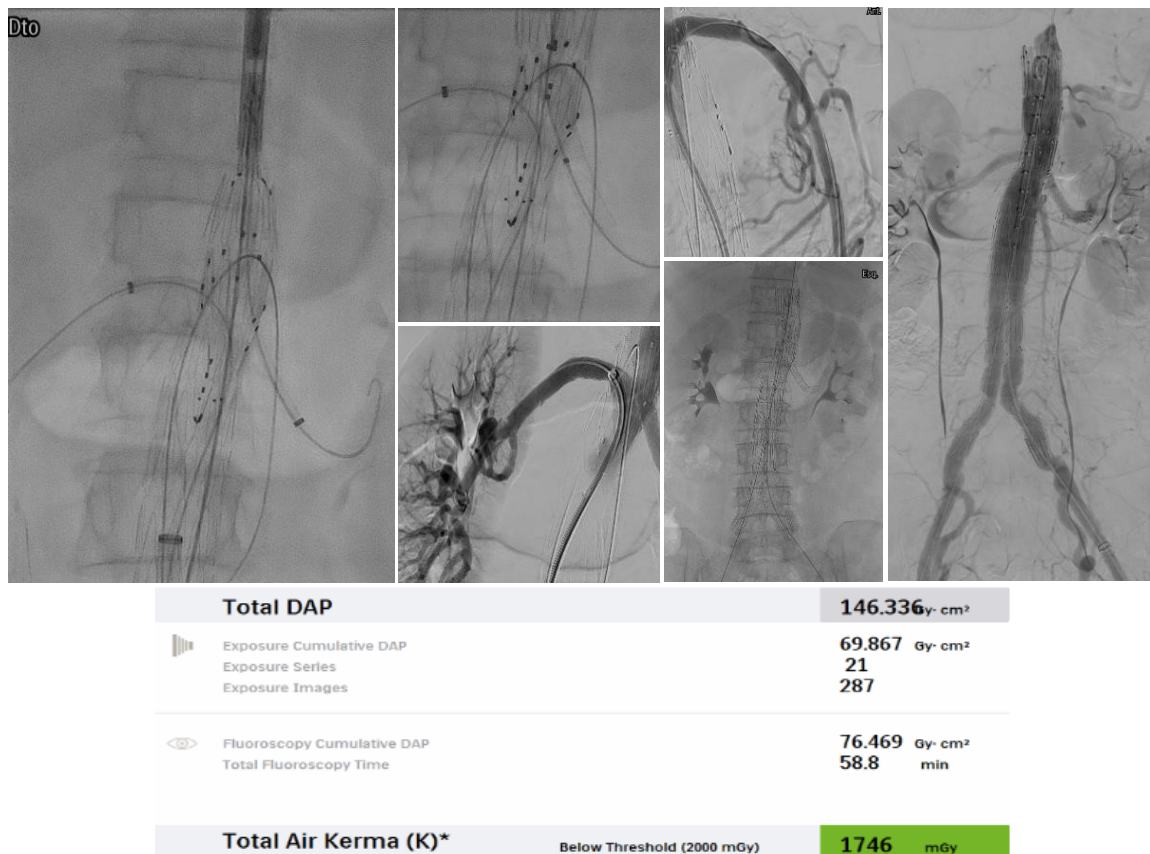 Dto
Ant.
Esq.
Total DAP 146.336 Gy· cm²
Exposure Cumulative DAP 69.867 Gy· cm²
Exposure Series 21
Exposure Images 287
Fluoroscopy Cumulative DAP 76.469 Gy· cm²
Total Fluoroscopy Time 58.8 min
Total Air Kerma (K)* Below Threshold (2000 mGy) 1746 mGy